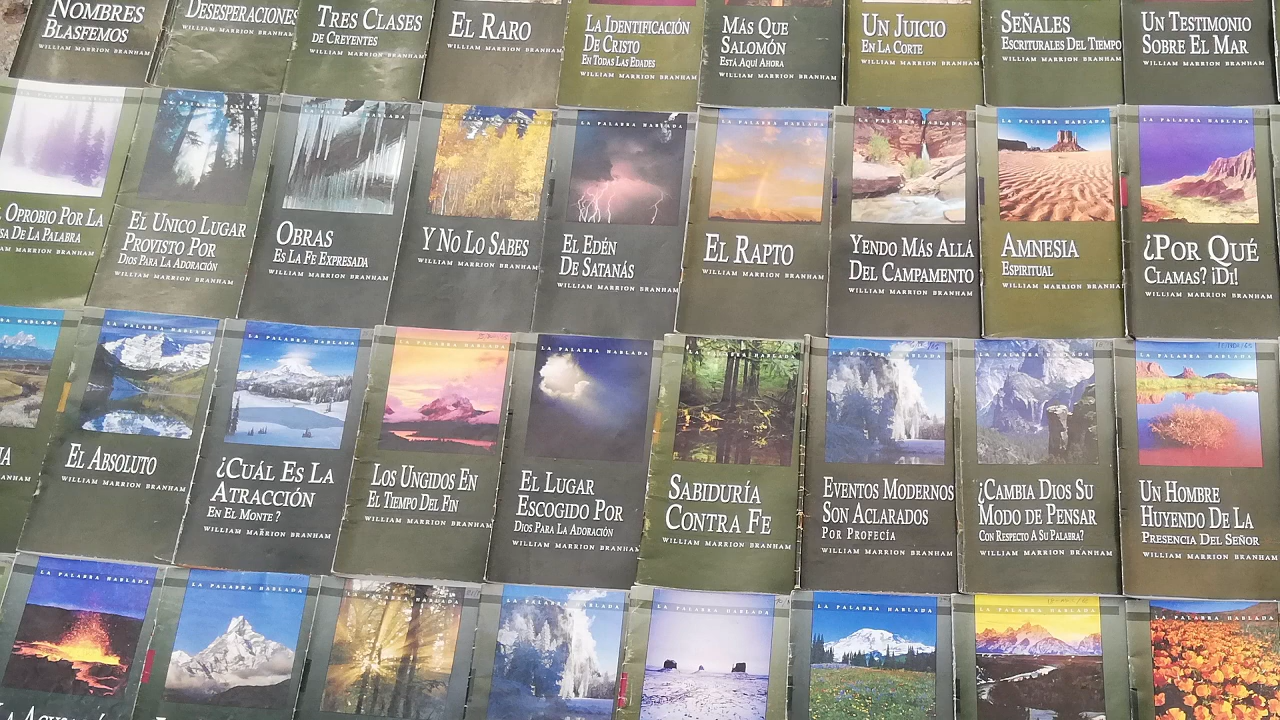 NOMBRES
BLASFEMOS
WILLIAM MARRION BRANHAM
DESESPERACIONES
WILLIAM MARRION BRANHAM
TRES CLASES
DE CREYENTES
WILLIAM MARRION BRANHAM
EL RARO
WILLIAM MARRION BRANHAM
LA IDENTIFICACIÓN
DE CRISTO
EN TODAS LAS EDADES
WILLIAM MARRION BRANHAM
MÁS QUE
SALOMÓN
ESTÁ AQUÍ AHORA
WILLIAM MARRION BRANHAM
UN JUICIO
EN LA CORTE
WILLIAM MARRION BRANHAM
SEÑALES
ESCRITURALES DEL TIEMPO
WILLIAM MARRION BRANHAM
UN TESTIMONIO
SOBRE EL MAR
WILLIAM MARRION BRANHAM
OPROBIO POR LA
DE LA PALABRA
WILLIAM MARRION BRANHAM
LA PALABRA HABLADA
EL UNICO LUGAR
PROVISTO POR
DIOS PARA LA ADORACIÓN
WILLIAM MARRION BRANHAM
LA PALABRA HABLADA
OBRAS
ES LA FE EXPRESADA
WILLIAM MARRION BRANHAM
LA PALABRA HABLADA
Y NO LO SABES
WILLIAM MARRION BRANHAM
LA PALABRA HABLADA
EL EDÉN
DE SATANÁS
WILLIAM MARRION BRANHAM
LA PALABRA HABLADA
EL RAPTO
WILLIAM MARRION BRANHAM
LA PALABRA HABLADA
YENDO MÁS ALLÁ
DEL CAMPAMENTO
WILLIAM MARRION BRANHAM
LA PALABRA HABLADA
AMNESIA
ESPIRITUAL
WILLIAM MARRION BRANHAM
LA PALABRA HABLADA
¿POR QUÉ
CLAMAS? ¡DI!
WILLIAM MARRION BRANHAM
HABLADA
BRANHAM
LA PALABRA HABLADA
EL ABSOLUTO
WILLIAM MARRION BRANHAM
LA PALABRA HABLADA
¿CUÁL ES LA
ATRACCIÓN
EN EL MONTE?
WILLIAM MARRION BRANHAM
LA PALABRA HABLADA
LOS UNGIDOS EN
EL TIEMPO DEL FIN
WILLIAM MARRION BRANHAM
LA PALABRA HABLADA
EL LUGAR
ESCOGIDO POR
DIOS PARA LA ADORACIÓN
WILLIAM MARRION BRANHAM
LA PALABRA HABLADA
SABIDURÍA
CONTRA FE
WILLIAM MARRION BRANHAM
LA PALABRA HABLADA
EVENTOS MODERNOS
SON ACLARADOS
POR PROFECÍA
WILLIAM MARRION BRANHAM
LA PALABRA HABLADA
¿CAMBIA DIOS SU
MODO DE PENSAR
CON RESPECTO A SU PALABRA?
WILLIAM MARRION BRANHAM
LA PALABRA HABLADA
UN HOMBRE
HUYENDO DE LA
PRESENCIA DEL SEÑOR
WILLIAM MARRION BRANHAM
LA PALABRA HABLADA
LA PALABRA HABLADA
LA PALABRA HABLADA
LA PALABRA HABLADA
LA PALABRA HABLADA
LA PALABRA HABLADA
LA PALABRA HABLADA
LA PALABRA HABLADA